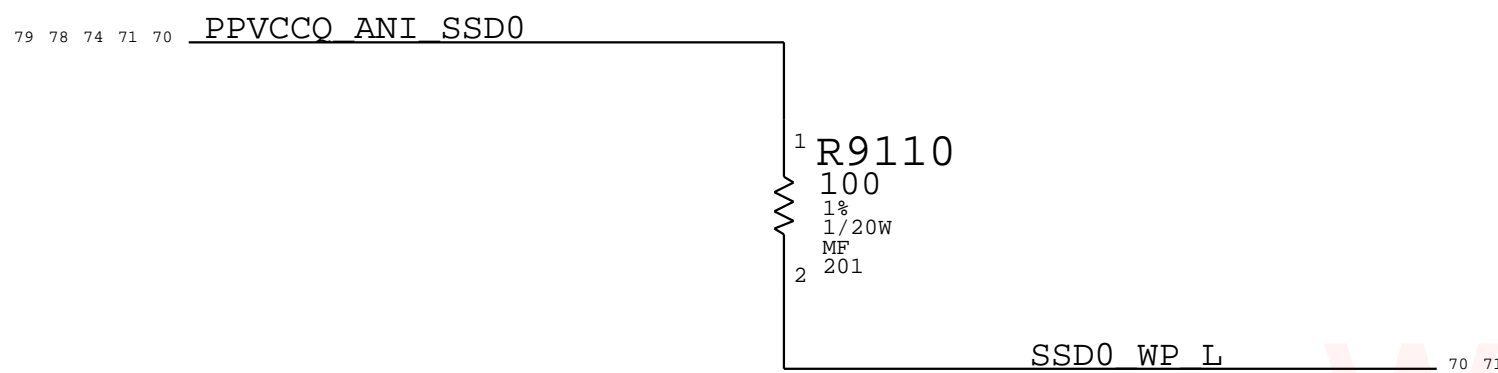 79 78 74 71 70 PPVCCQ_ANI_SSD0
1 R9110
100
1%
1/20W
MF
201
2
SSD0_WP_L 70 71